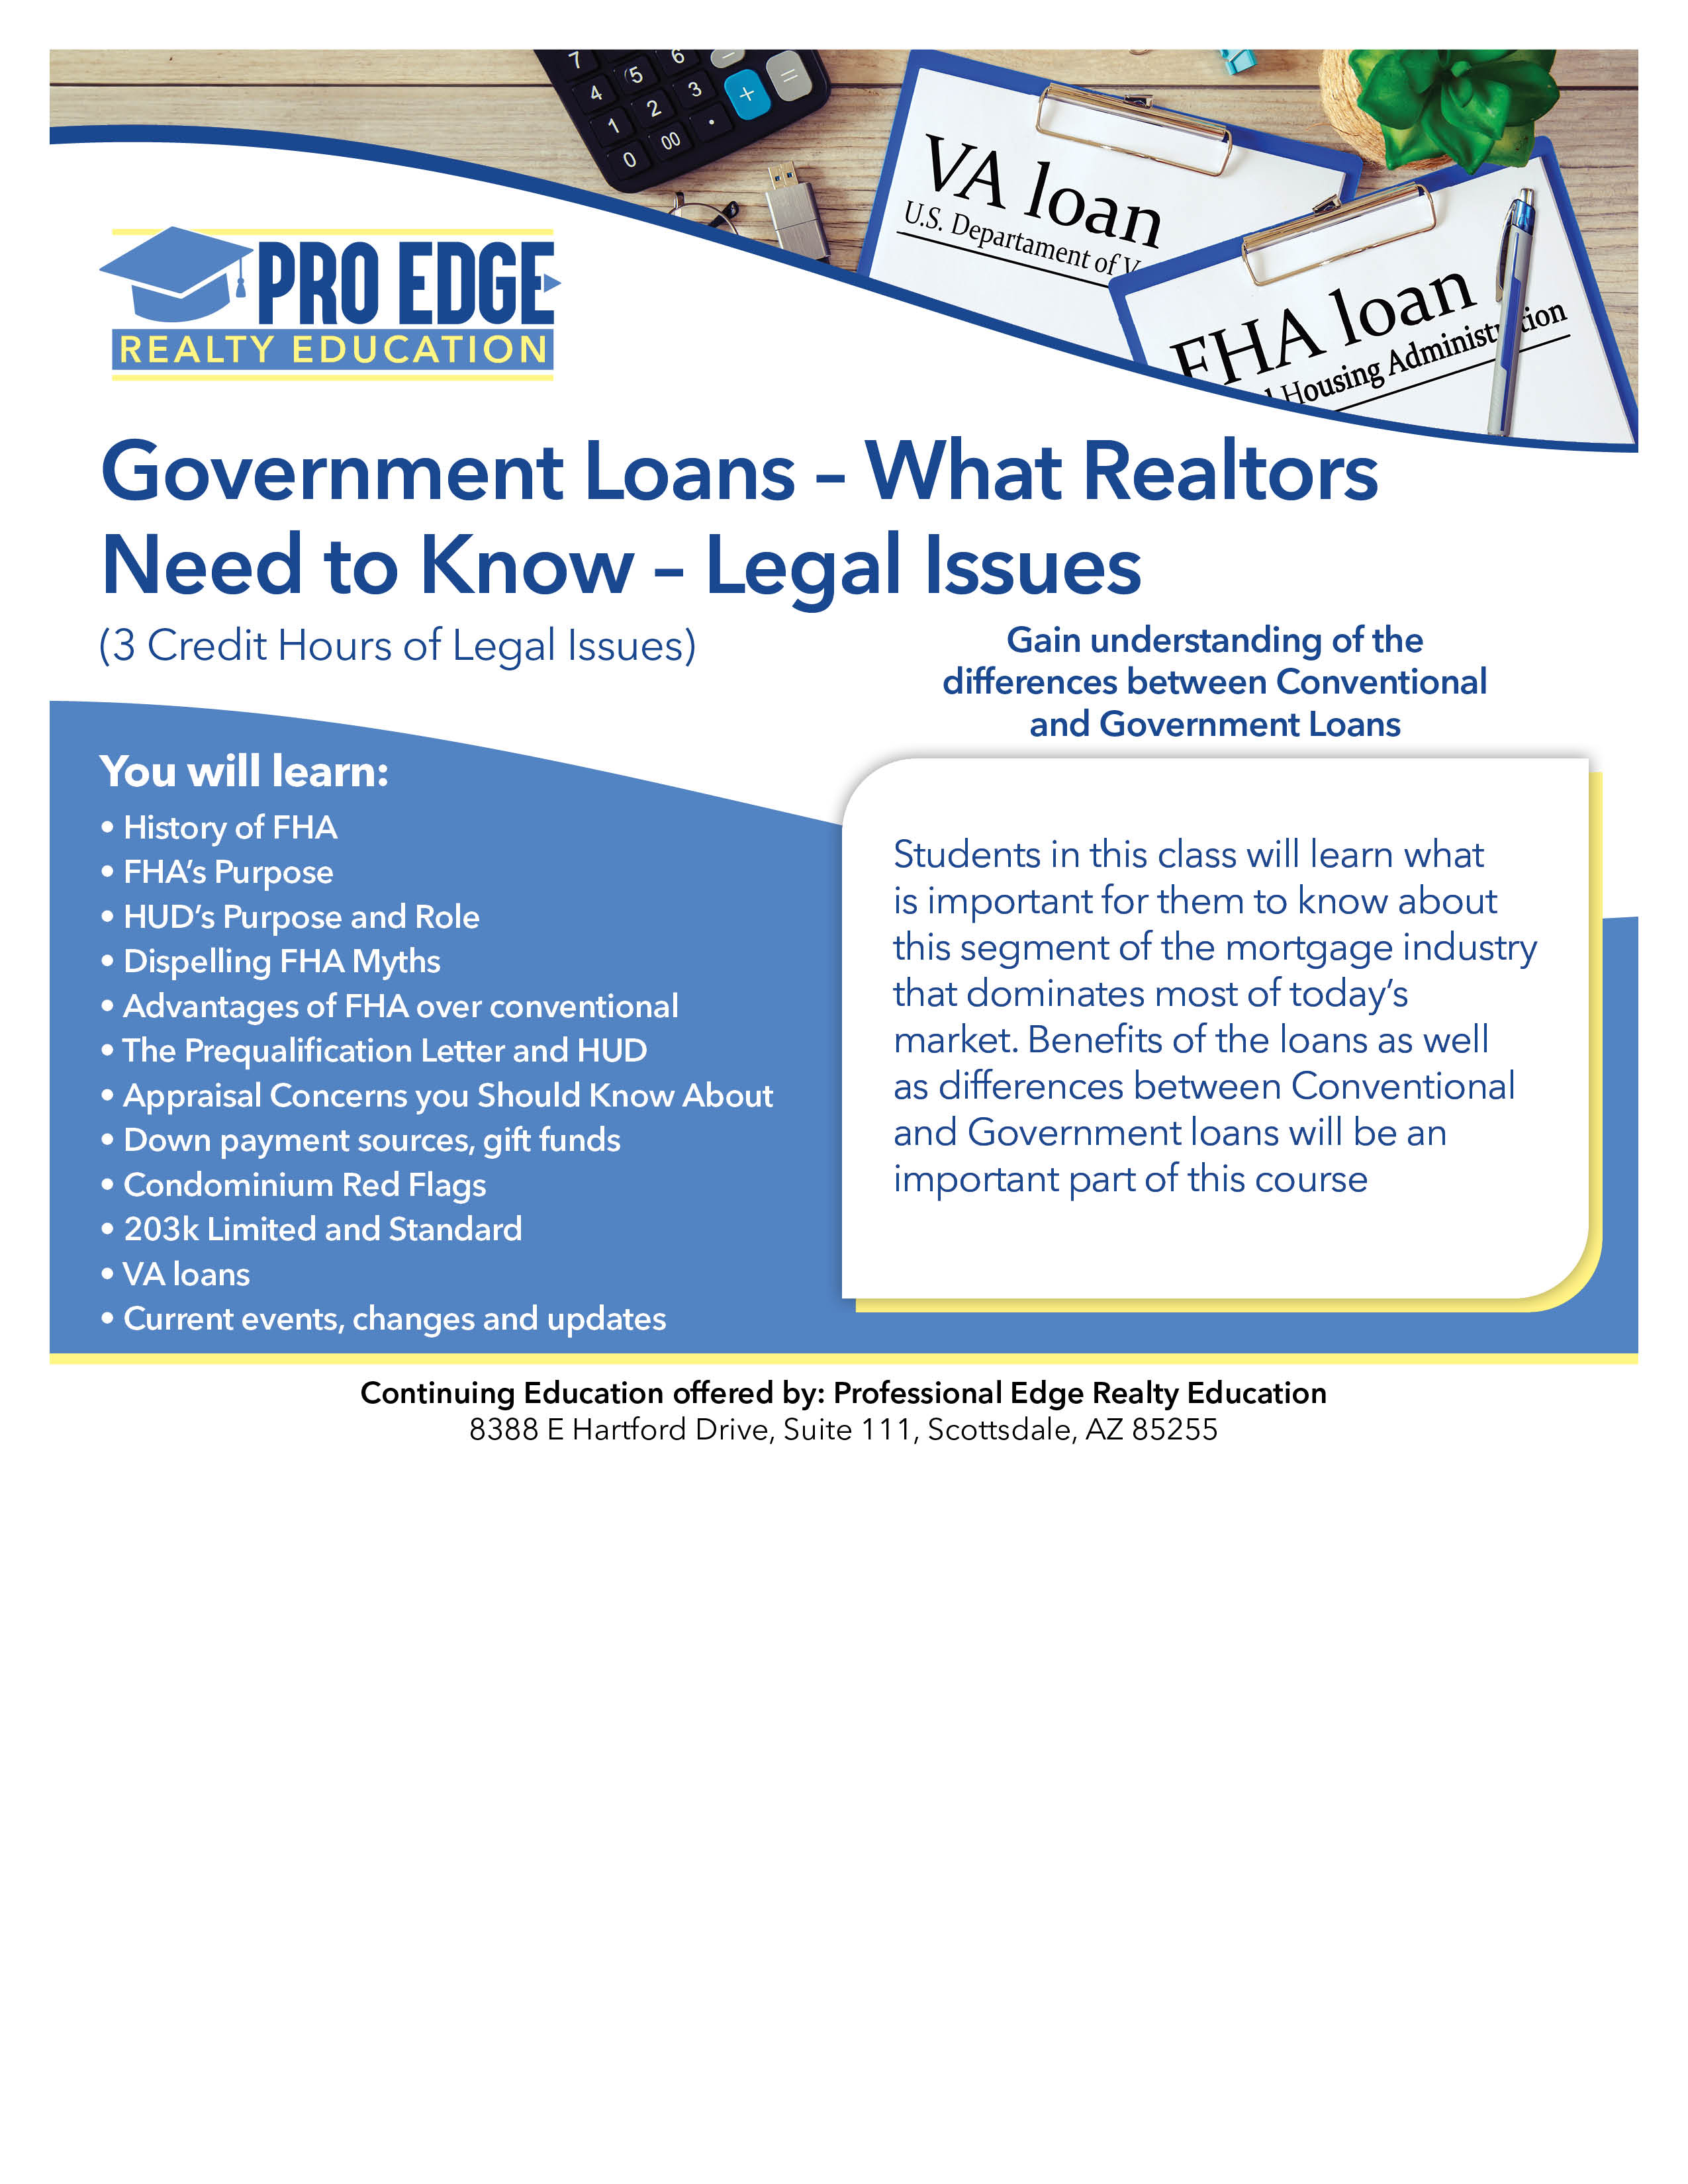 7
4 5 6 –
1 2 3 + =
0 00 .
VA loan
U.S. Departament of V
FHA loan
Housing Administ tion
PRO EDGE
REALTY EDUCATION
Government Loans – What Realtors
Need to Know – Legal Issues
(3 Credit Hours of Legal Issues)
Gain understanding of the
differences between Conventional
and Government Loans
You will learn:
• History of FHA
• FHA’s Purpose
• HUD’s Purpose and Role
• Dispelling FHA Myths
• Advantages of FHA over conventional
• The Prequalification Letter and HUD
• Appraisal Concerns you Should Know About
• Down payment sources, gift funds
• Condominium Red Flags
• 203k Limited and Standard
• VA loans
• Current events, changes and updates
Students in this class will learn what
is important for them to know about
this segment of the mortgage industry
that dominates most of today’s
market. Benefits of the loans as well
as differences between Conventional
and Government loans will be an
important part of this course
Continuing Education offered by: Professional Edge Realty Education
8388 E Hartford Drive, Suite 111, Scottsdale, AZ 85255